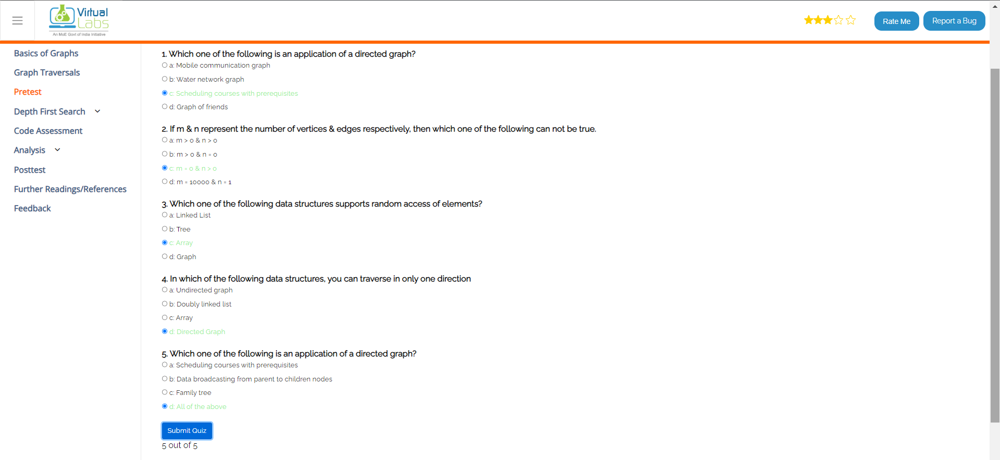 Virtual
Labs
An MoE Govt of India Initiative
Rate Me
Report a Bug
Basics of Graphs
Graph Traversals
Pretest
Depth First Search
Code Assessment
Analysis
Posttest
Further Readings/References
Feedback
1. Which one of the following is an application of a directed graph?
a: Mobile communication graph
b: Water network graph
c: Scheduling courses with prerequisites
d: Graph of friends
2. If m & n represent the number of vertices & edges respectively, then which one of the following can not be true.
a: m > 0 & n > 0
b: m > 0 & n = 0
c: m = 0 & n > 0
d: m = 10000 & n = 1
3. Which one of the following data structures supports random access of elements?
a: Linked List
b: Tree
c: Array
d: Graph
4. In which of the following data structures, you can traverse in only one direction
a: Undirected graph
b: Doubly linked list
c: Array
d: Directed Graph
5. Which one of the following is an application of a directed graph?
a: Scheduling courses with prerequisites
b: Data broadcasting from parent to children nodes
c: Family tree
d: All of the above
Submit Quiz
5 out of 5